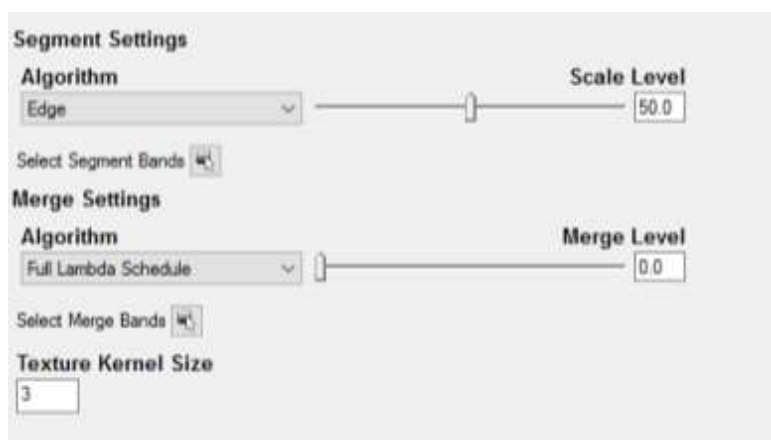 Segment Settings
Algorithm Scale Level
Edge 50.0
Select Segment Bands
Merge Settings
Algorithm Merge Level
Full Lambda Schedule 0.0
Select Merge Bands
Texture Kernel Size
3